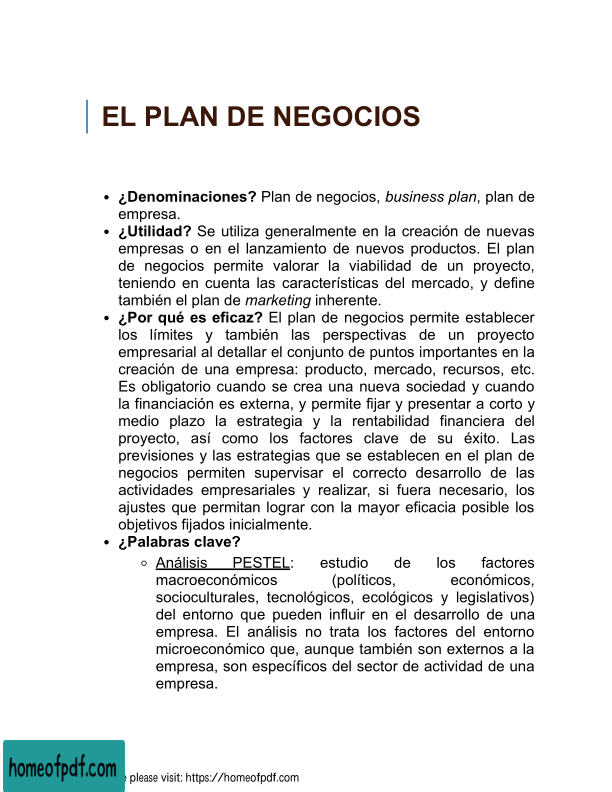 EL PLAN DE NEGOCIOS
• ¿Denominaciones? Plan de negocios, business plan, plan de
empresa.
• ¿Utilidad? Se utiliza generalmente en la creación de nuevas
empresas o en el lanzamiento de nuevos productos. El plan
de negocios permite valorar la viabilidad de un proyecto,
teniendo en cuenta las características del mercado, y define
también el plan de marketing inherente.
• ¿Por qué es eficaz? El plan de negocios permite establecer
los límites y también las perspectivas de un proyecto
empresarial al detallar el conjunto de puntos importantes en la
creación de una empresa: producto, mercado, recursos, etc.
Es obligatorio cuando se crea una nueva sociedad y cuando
la financiación es externa, y permite fijar y presentar a corto y
medio plazo la estrategia y la rentabilidad financiera del
proyecto, así como los factores clave de su éxito. Las
previsiones y las estrategias que se establecen en el plan de
negocios permiten supervisar el correcto desarrollo de las
actividades empresariales y realizar, si fuera necesario, los
ajustes que permitan lograr con la mayor eficacia posible los
objetivos fijados inicialmente.
• ¿Palabras clave?
◦ Análisis PESTEL: estudio de los factores
macroeconómicos (políticos, económicos,
socioculturales, tecnológicos, ecológicos y legislativos)
del entorno que pueden influir en el desarrollo de una
empresa. El análisis no trata los factores del entorno
microeconómico que, aunque también son externos a la
empresa, son específicos del sector de actividad de una
empresa.
homeofpdf.com
please visit: https://homeofpdf.com